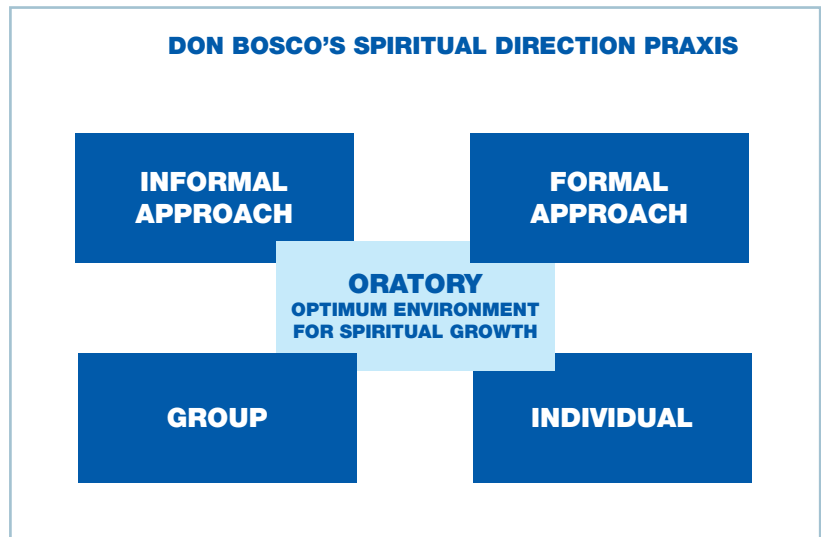 DON BOSCO'S SPIRITUAL DIRECTION PRAXIS
INFORMAL
APPROACH
FORMAL
APPROACH
ORATORY
OPTIMUM ENVIRONMENT
FOR SPIRITUAL GROWTH
GROUP
INDIVIDUAL